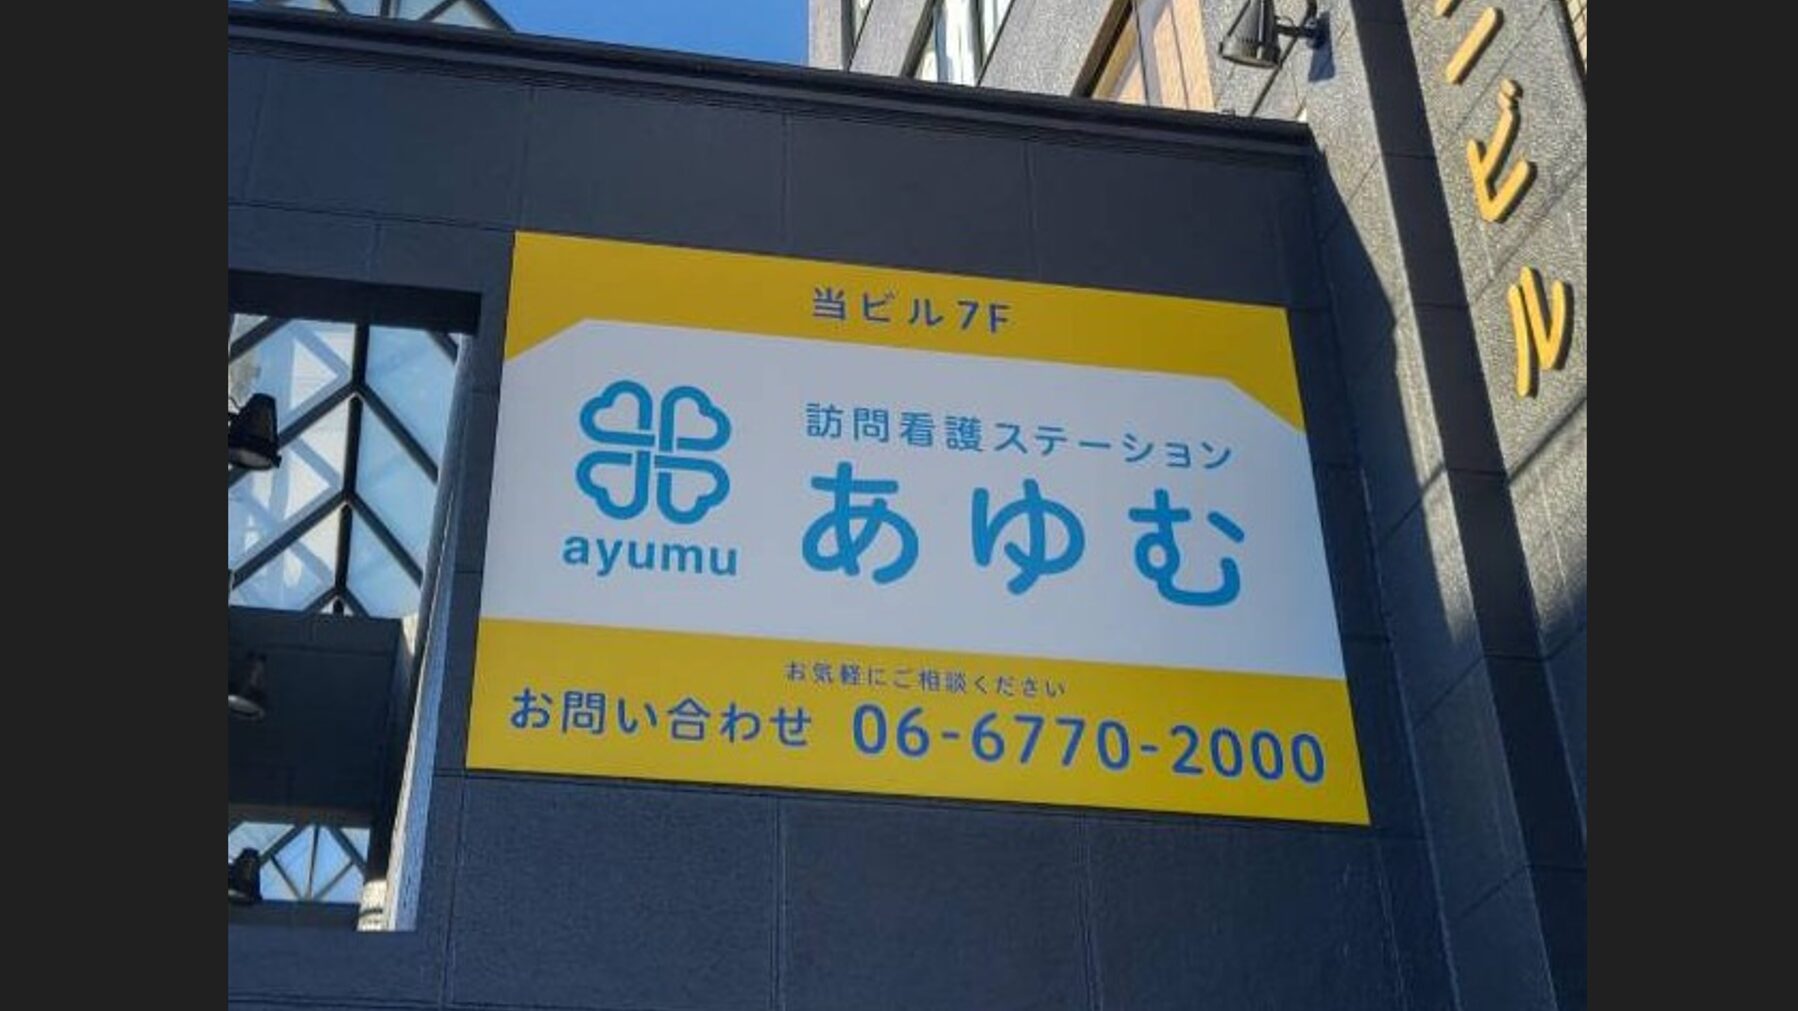 当ビル7F
訪問看護ステーション
あゆむ
ayumu
お気軽にご相談ください
お問い合わせ 06-6770-2000
ビル